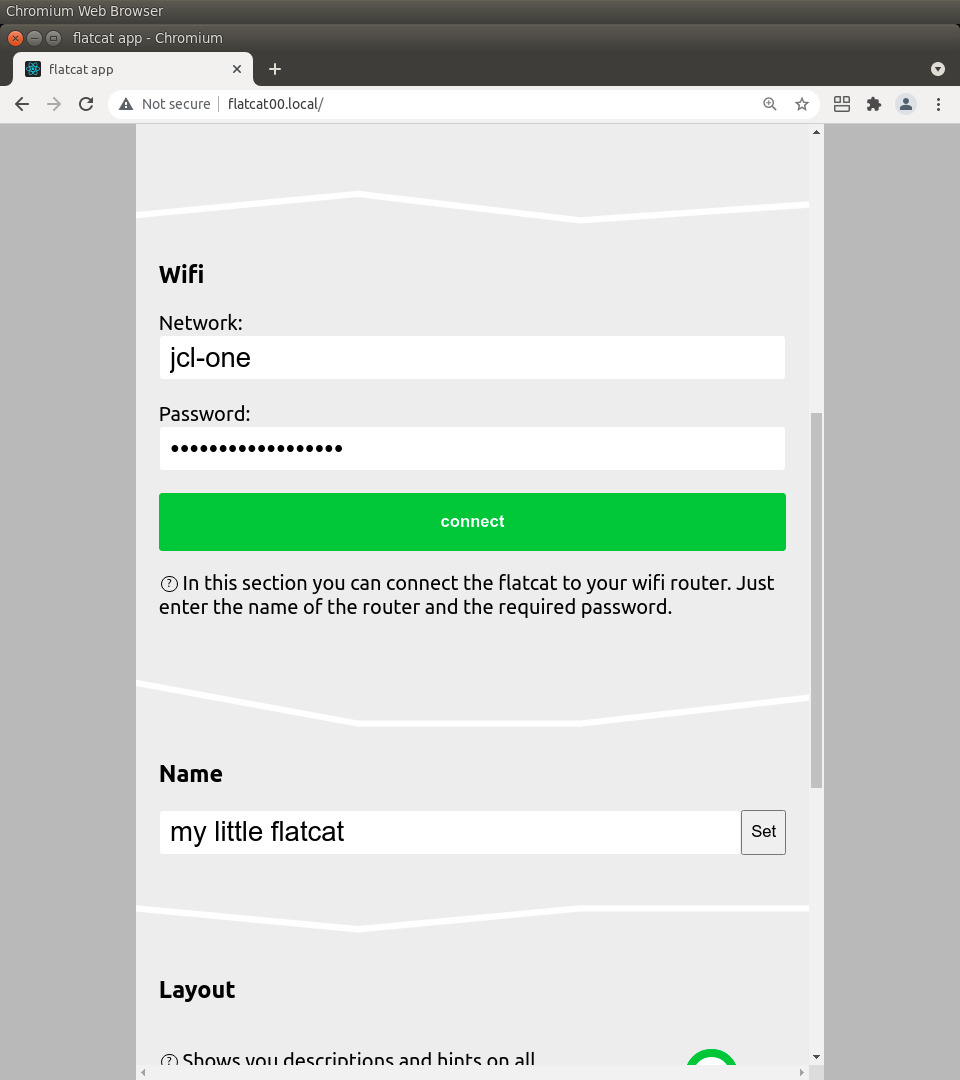 Chromium Web Browser
flatcat app - Chromium
flatcat app
Not secure flatcat00.local/
Wifi
Network:
jcl-one
Password:
••••••••••••••••••
connect
? In this section you can connect the flatcat to your wifi router. Just
enter the name of the router and the required password.
Name
my little flatcat
Set
Layout
? Shows you descriptions and hints on all